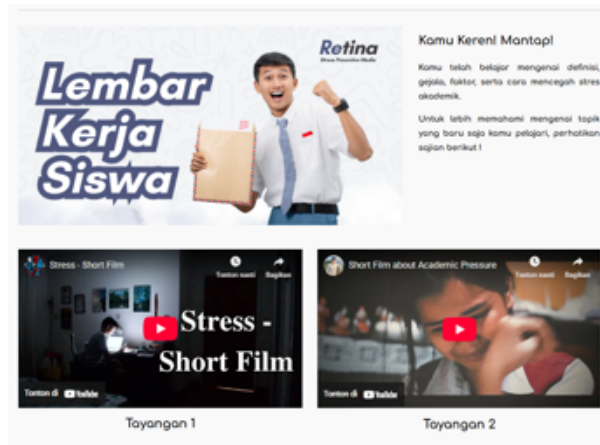 Retina
Stress Preventive Media
Lembar
Kerja
Siswa
Kamu Keren! Mantap!
Kamu telah belajar mengenai definisi,
gejala, faktor, serta cara mencegah stres
akademik.
Untuk lebih memahami mengenai topik
yang baru saja kamu pelajari, perhatikan
sajian berikut !
Stress - Short Film
Tonton nanti
Bagikan
Stress -
Short Film
Tonton di YouTube
Tayangan 1
Short Film about Academic Pressure
Tonton nanti
Bagikan
Tonton di YouTube
Tayangan 2